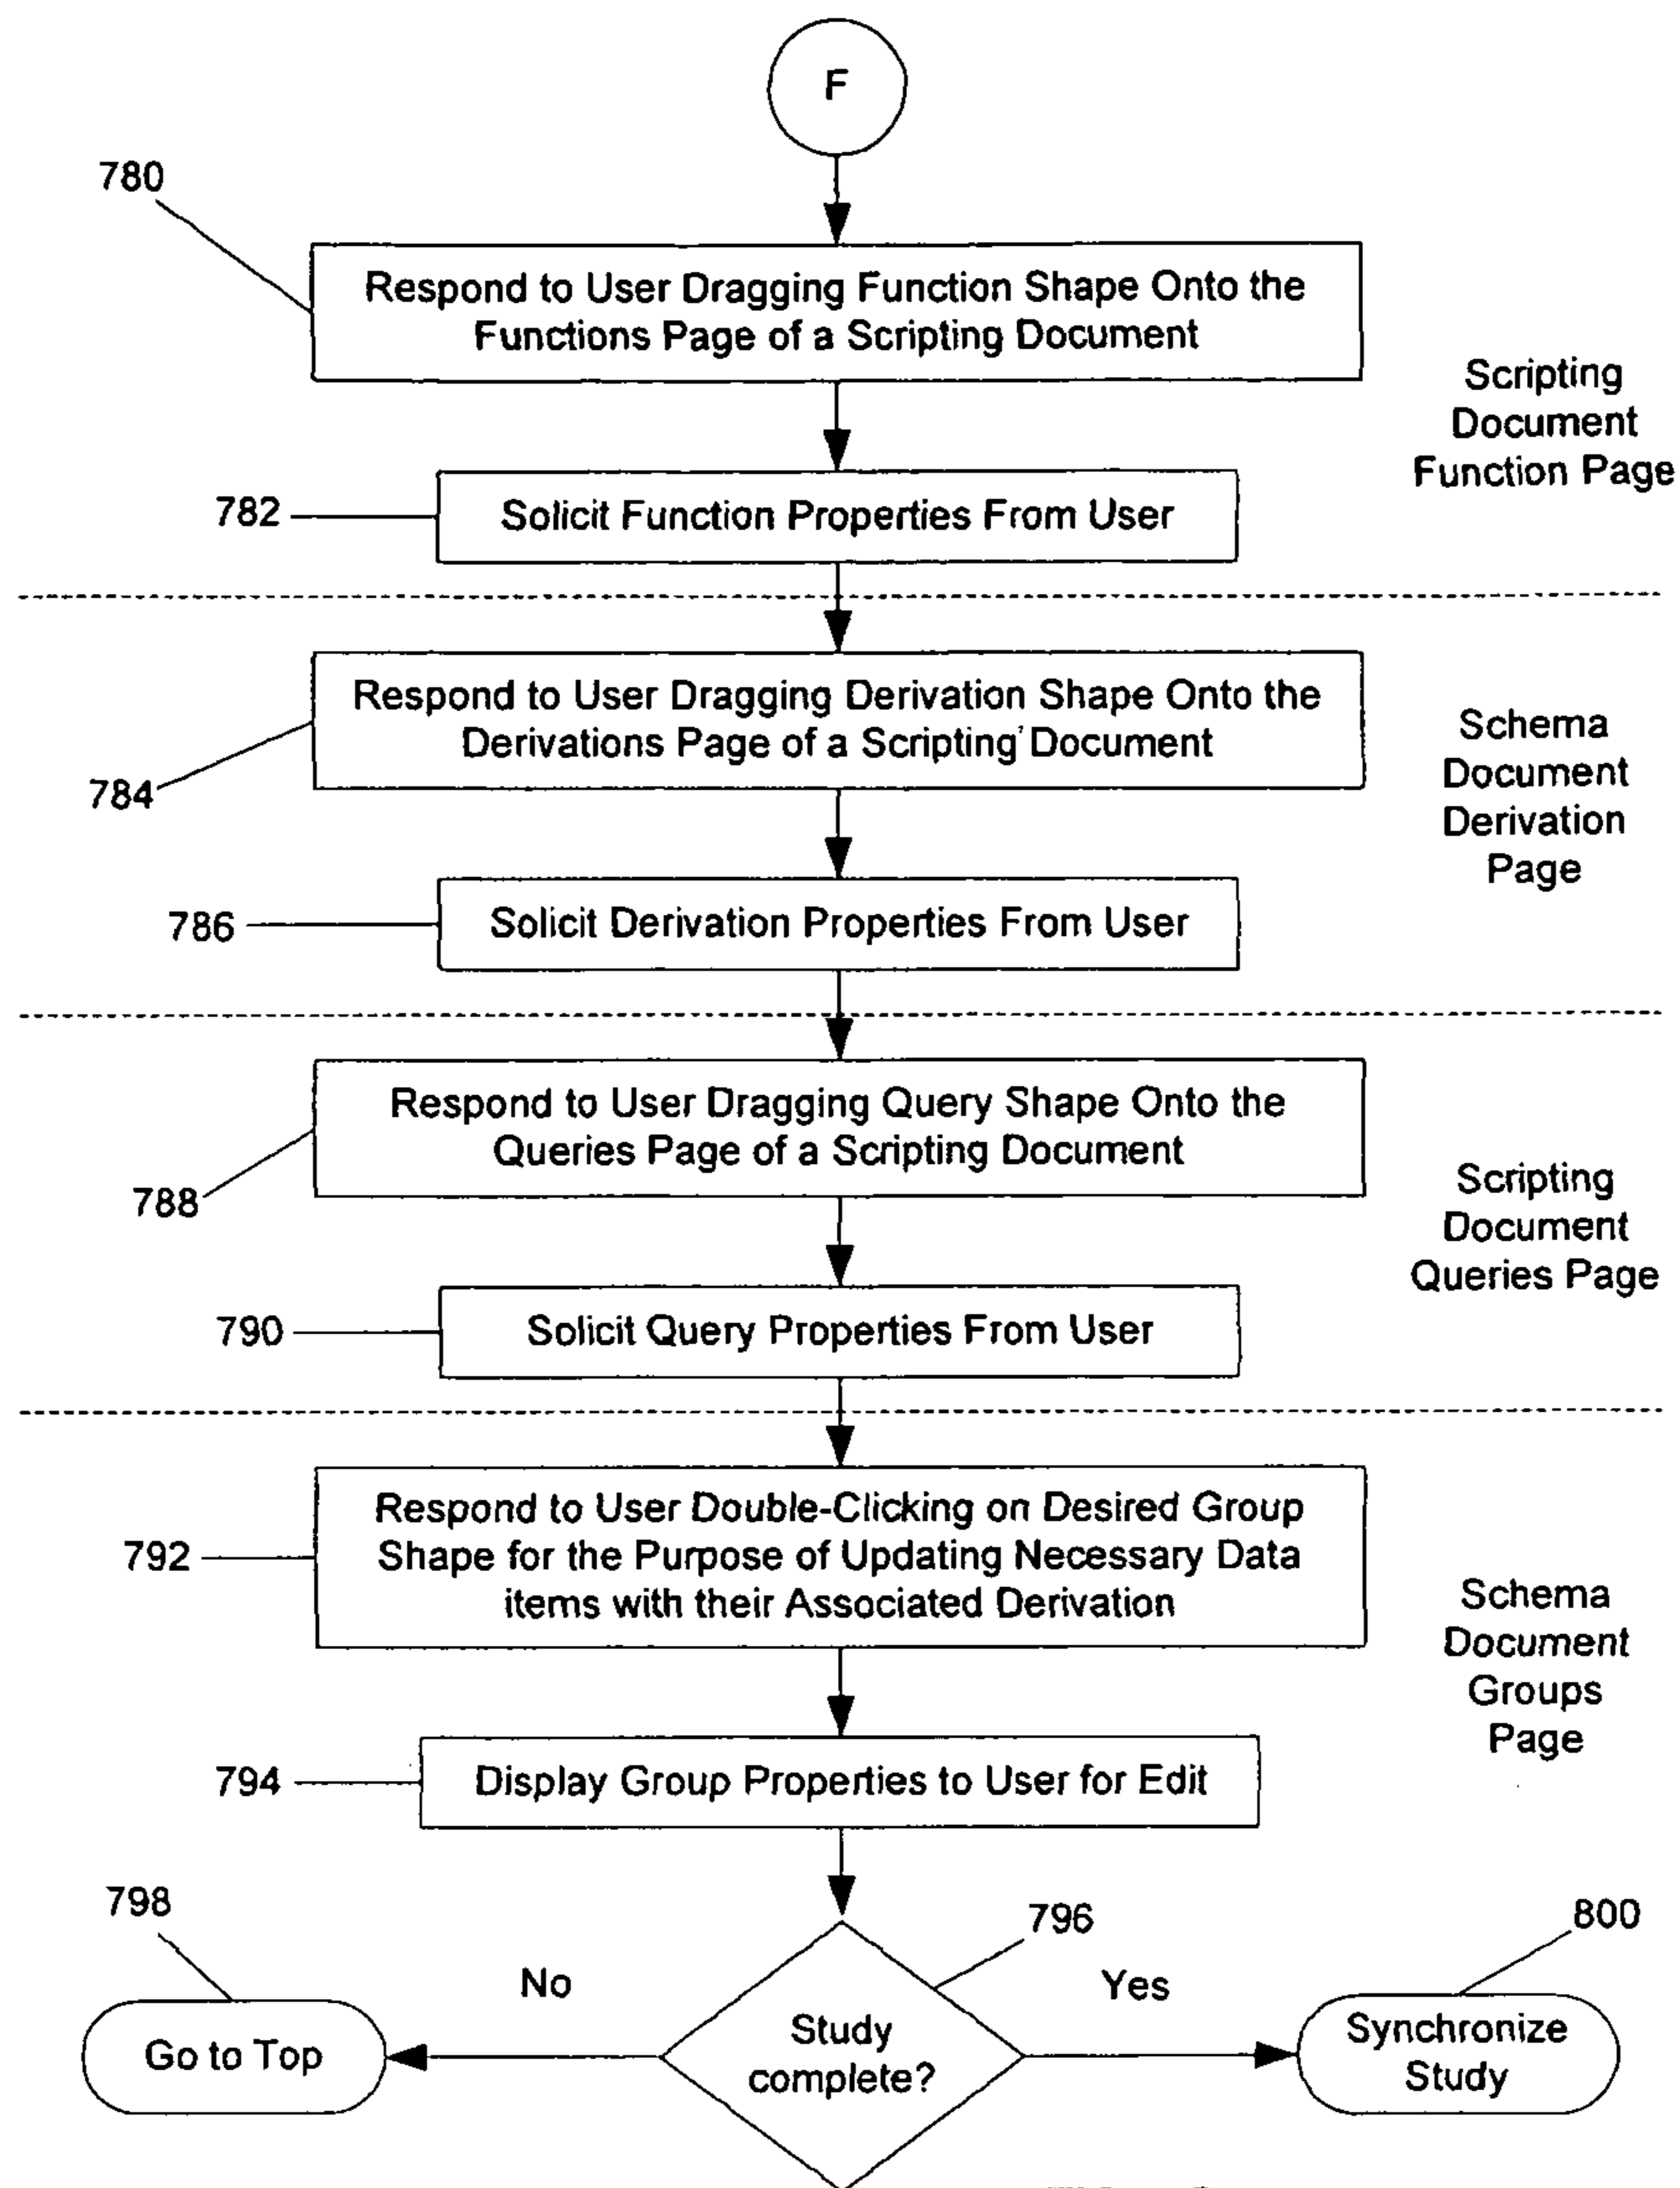 F
780
Respond to User Dragging Function Shape Onto the
Functions Page of a Scripting Document
Scripting
Document
Function Page
782
Solicit Function Properties From User
Respond to User Dragging Derivation Shape Onto the
Derivations Page of a Scripting Document
784
Schema
Document
Derivation
Page
786
Solicit Derivation Properties From User
Respond to User Dragging Query Shape Onto the
Queries Page of a Scripting Document
788
Scripting
Document
Queries Page
790
Solicit Query Properties From User
792
Respond to User Double-Clicking on Desired Group
Shape for the Purpose of Updating Necessary Data
items with their Associated Derivation
Schema
Document
Groups
Page
794
Display Group Properties to User for Edit
798
796
800
No
Yes
Go to Top
Study
complete?
Synchronize
Study